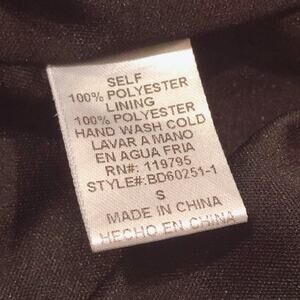 SELF
100% POLYESTER
LINING
100% POLYESTER
HAND WASH COLD
LAVAR A MANO
EN AGUA FRIA
RN#: 119795
STYLE#:BD60251-1
S
MADE IN CHINA
HECHO EN CHINA